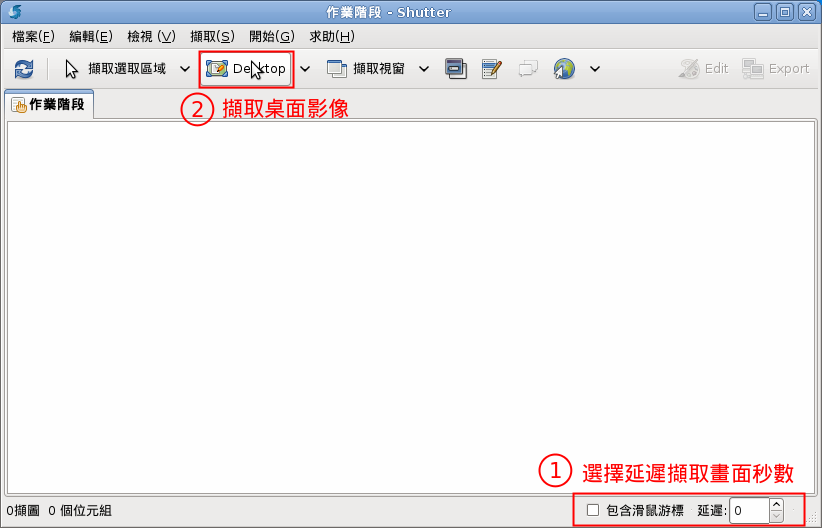 作業階段 - Shutter
檔案(F) 編輯(E) 檢視 (V) 擷取(S) 開始(G) 求助(H)
擷取選取區域 Desktop 擷取視窗 Edit Export
作業階段
2 擷取桌面影像
1 選擇延遲擷取畫面秒數
0擷圖 0 個位元組 包含滑鼠游標 延遲: 0